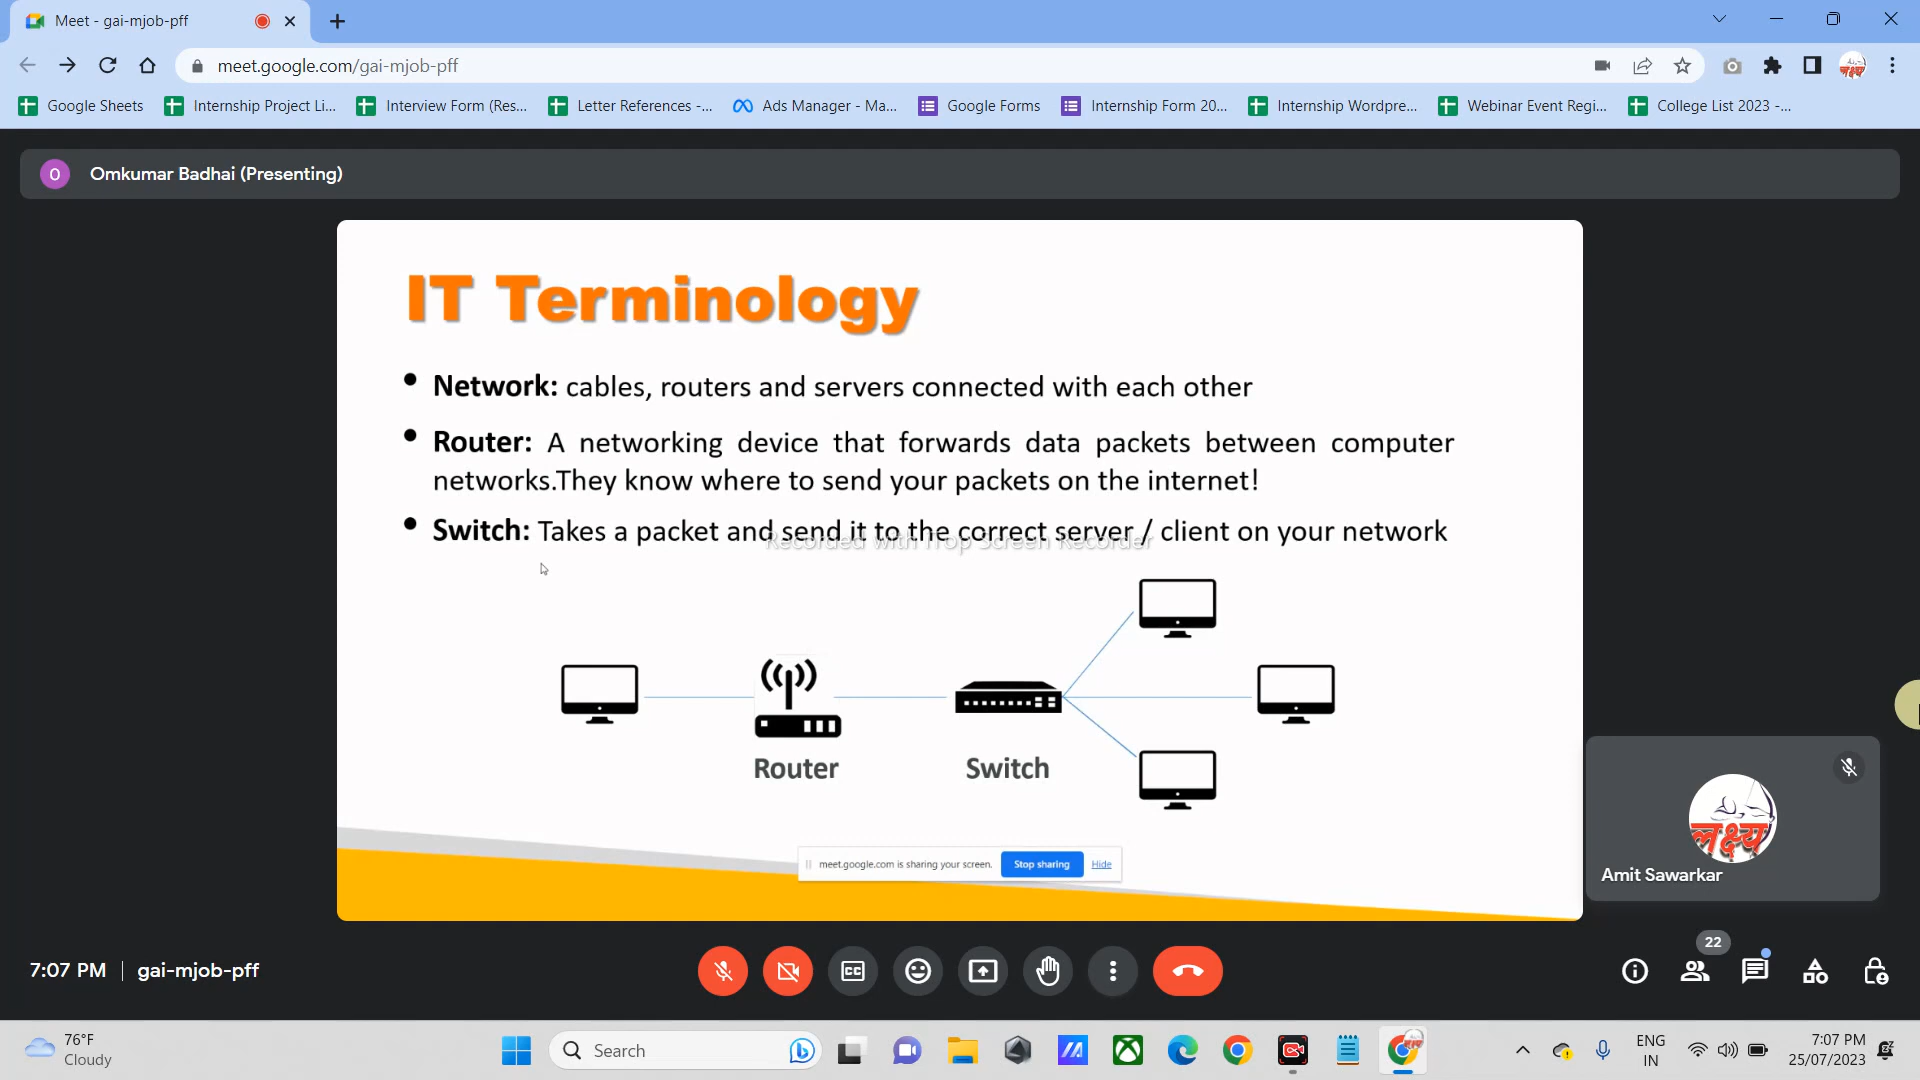 Meet - gai-mjob-pff
meet.google.com/gai-mjob-pff
Google Sheets Internship Project Li... Interview Form (Res... Letter References -... Ads Manager - Ma... Google Forms Internship Form 20... Internship Wordpre... Webinar Event Regi... College List 2023 -...
O Omkumar Badhai (Presenting)
IT Terminology
• Network: cables, routers and servers connected with each other
• Router: A networking device that forwards data packets between computer
networks.They know where to send your packets on the internet!
• Switch: Takes a packet and send it to the correct server / client on your network
Recorded with iTop Screen Recorder
Router Switch
लक्ष्य
Amit Sawarkar
meet.google.com is sharing your screen. Stop sharing Hide
22
7:07 PM | gai-mjob-pff
76°F
Cloudy
Search
ENG
IN
7:07 PM
25/07/2023